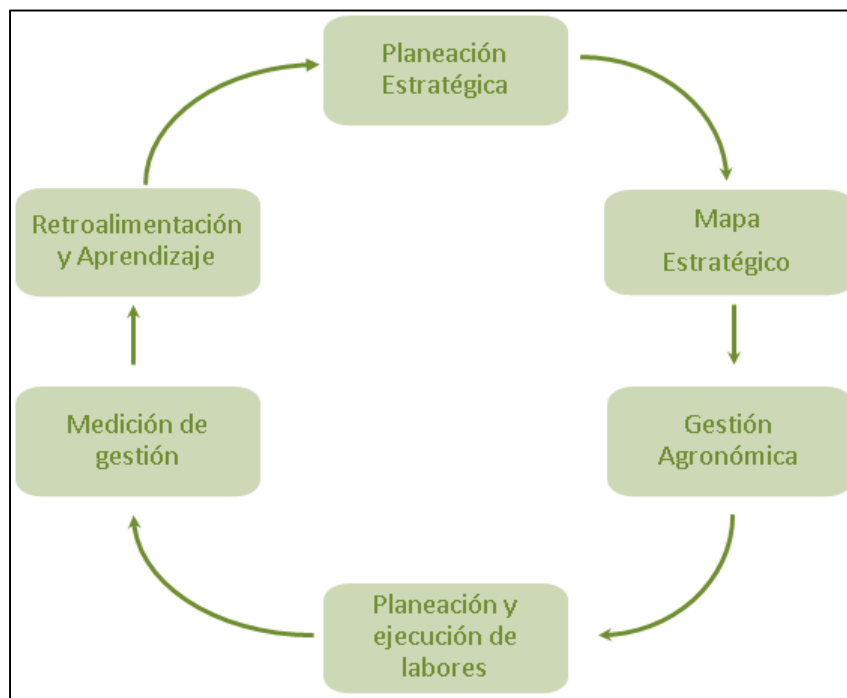 Planeación
Estratégica
Mapa
Estratégico
Gestión
Agronómica
Planeación y
ejecución de
labores
Medición de
gestión
Retroalimentación
y Aprendizaje